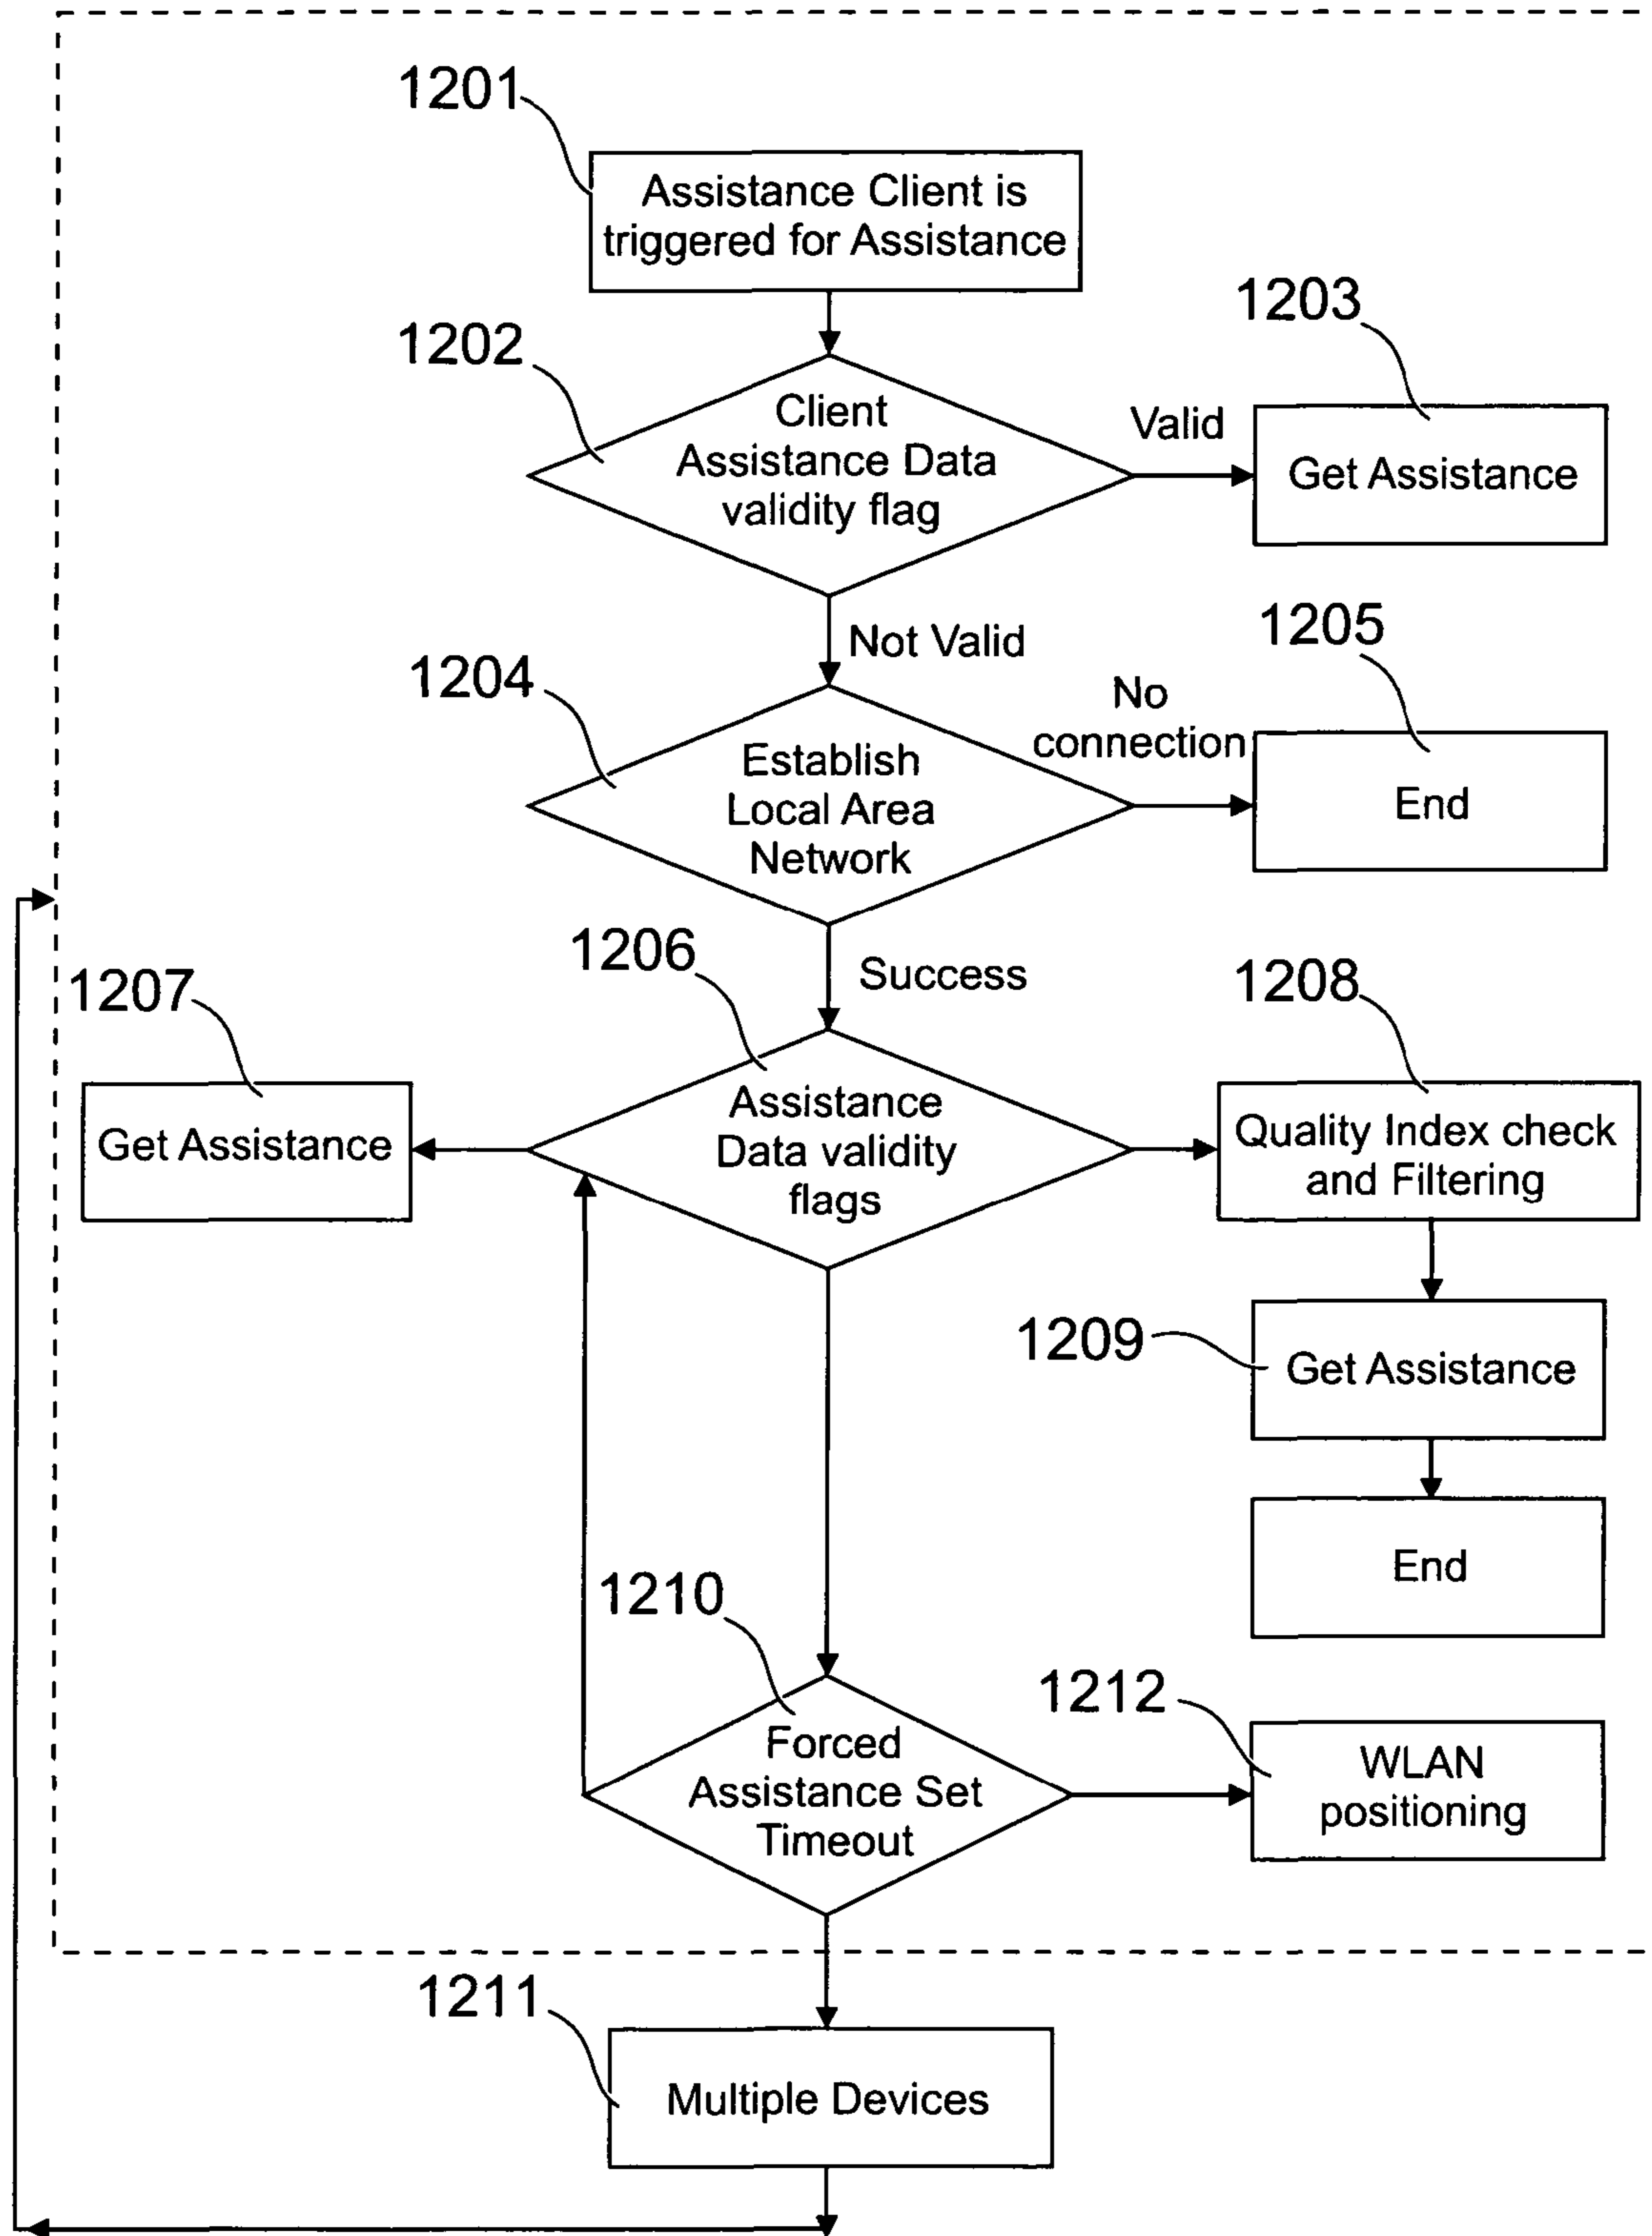 1201
Assistance Client is
triggered for Assistance
1202
Client
Assistance Data
validity flag
Valid
1203
Get Assistance
Not Valid
1204
Establish
Local Area
Network
No
connection
1205
End
Success
1206
Assistance
Data validity
flags
1207
Get Assistance
1208
Quality Index check
and Filtering
1209
Get Assistance
End
1210
Forced
Assistance Set
Timeout
1212
WLAN
positioning
1211
Multiple Devices